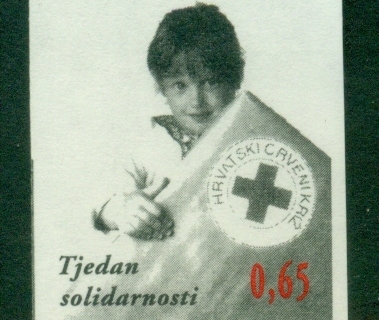 HRVATSKI CRVENI KRIŽ
Tjedan
solidarnosti
0,65